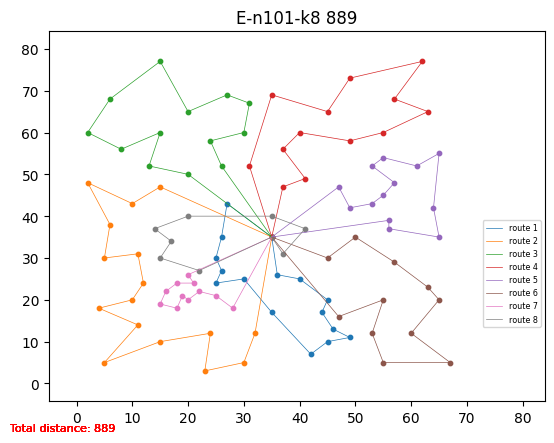 E-n101-k8 889
80
70
60
50
40
30
20
10
0
0 10 20 30 40 50 60 70 80
route 1
route 2
route 3
route 4
route 5
route 6
route 7
route 8
Total distance: 889